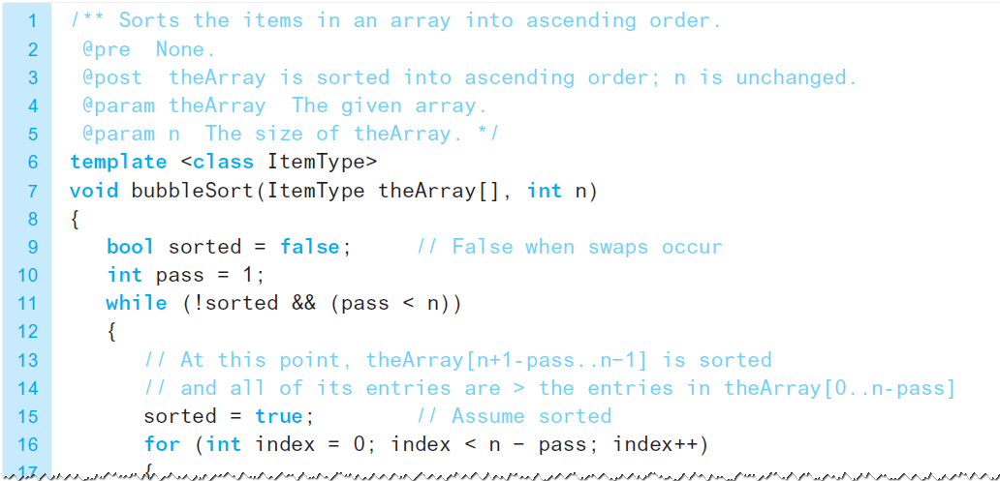 1 /** Sorts the items in an array into ascending order.
2 @pre None.
3 @post theArray is sorted into ascending order; n is unchanged.
4 @param theArray The given array.
5 @param n The size of theArray. */
6 template <class ItemType>
7 void bubbleSort(ItemType theArray[], int n)
8 {
9 bool sorted = false; // False when swaps occur
10 int pass = 1;
11 while (!sorted && (pass < n))
12 {
13 // At this point, theArray[n+1-pass..n−1] is sorted
14 // and all of its entries are > the entries in theArray[0..n-pass]
15 sorted = true; // Assume sorted
16 for (int index = 0; index < n − pass; index++)
17 {